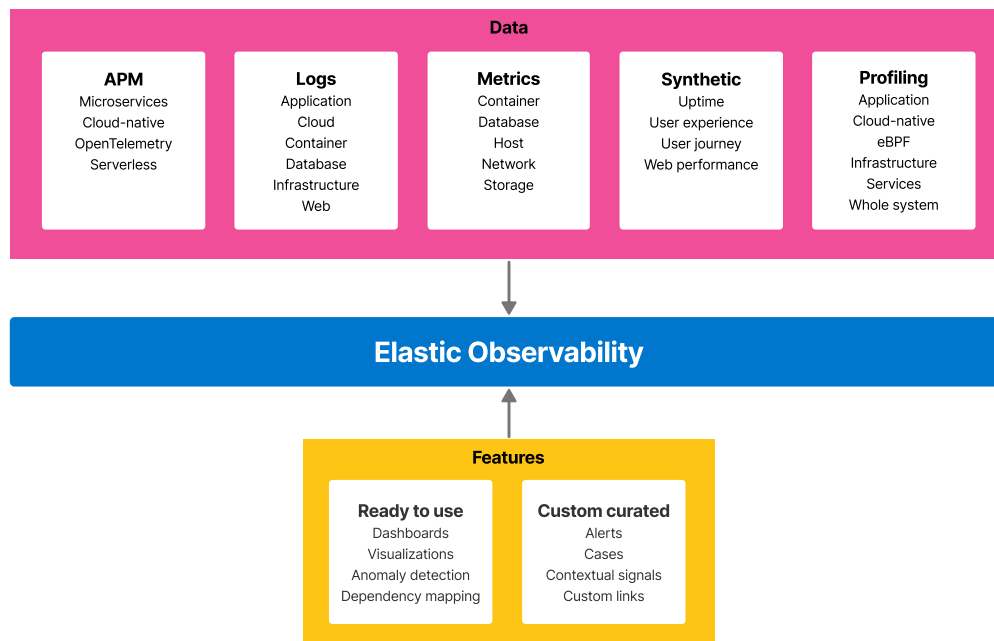 Data
APM
Microservices
Cloud-native
OpenTelemetry
Serverless
Logs
Application
Cloud
Container
Database
Infrastructure
Web
Metrics
Container
Database
Host
Network
Storage
Synthetic
Uptime
User experience
User journey
Web performance
Profiling
Application
Cloud-native
eBPF
Infrastructure
Services
Whole system
Elastic Observability
Features
Ready to use
Dashboards
Visualizations
Anomaly detection
Dependency mapping
Custom curated
Alerts
Cases
Contextual signals
Custom links